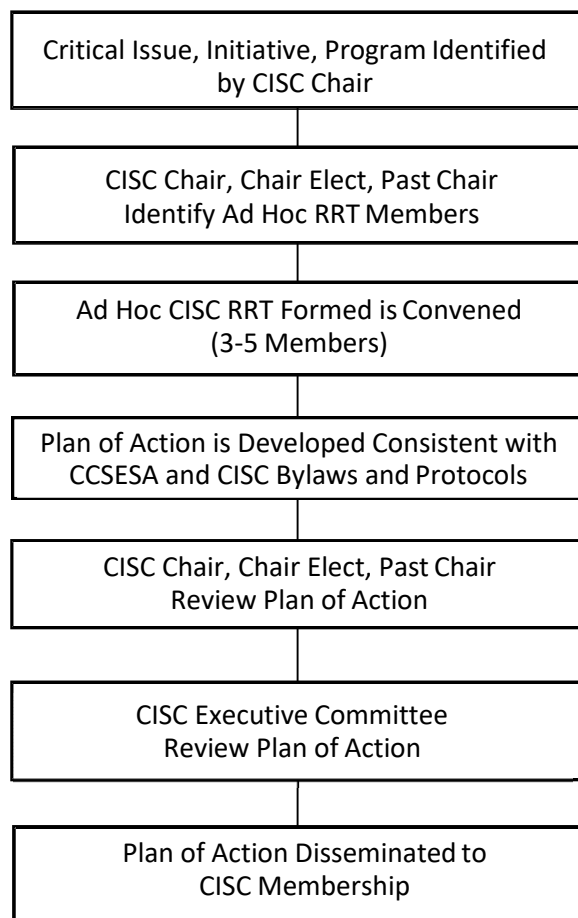 Critical Issue, Initiative, Program Identified
by CISC Chair
CISC Chair, Chair Elect, Past Chair
Identify Ad Hoc RRT Members
Ad Hoc CISC RRT Formed is Convened
(3-5 Members)
Plan of Action is Developed Consistent with
CCSESA and CISC Bylaws and Protocols
CISC Chair, Chair Elect, Past Chair
Review Plan of Action
CISC Executive Committee
Review Plan of Action
Plan of Action Disseminated to
CISC Membership